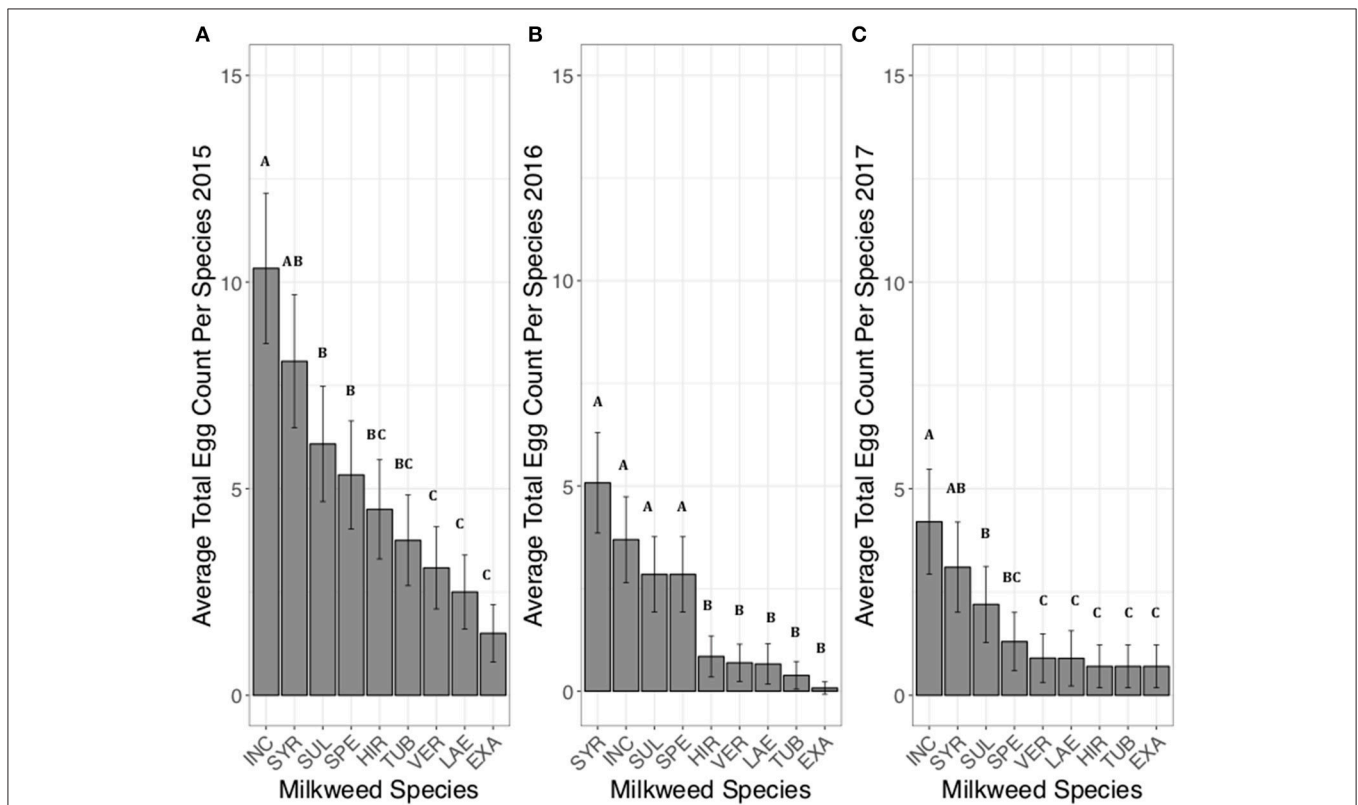 A
Average Total Egg Count Per Species 2015
15
10
5
0
A
AB
B
B
BC
BC
C
C
C
INC SYR SUL SPE HIR TUB VER LAE EXA
Milkweed Species
B
Average Total Egg Count Per Species 2016
15
10
5
0
A
A
A
A
B
B
B
B
B
SYR INC SUL SPE HIR VER LAE TUB EXA
Milkweed Species
C
Average Total Egg Count Per Species 2017
15
10
5
0
A
AB
B
BC
C
C
C
C
C
INC SYR SUL SPE VER LAE HIR TUB EXA
Milkweed Species